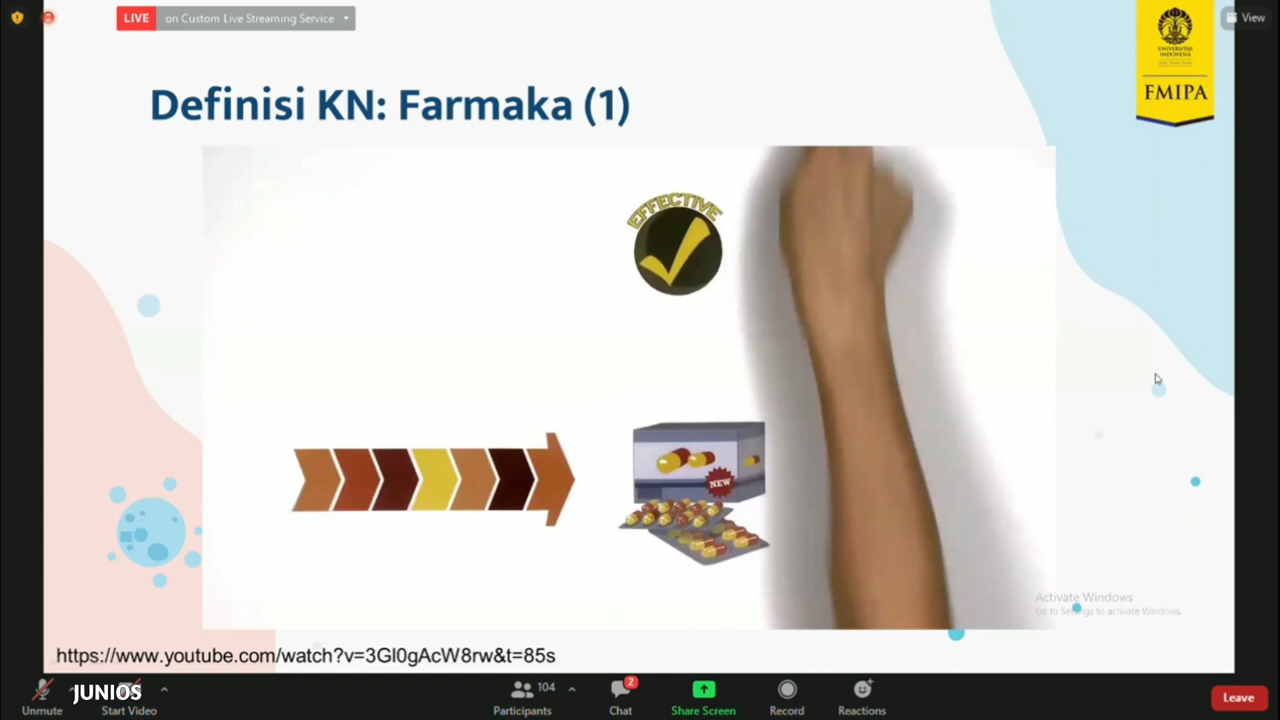 LIVE on Custom Live Streaming Service
View
UNIVERSITAS
INDONESIA
FMIPA
Definisi KN: Farmaka (1)
EFFECTIVE
NEW
Activate Windows
Go to Settings to activate Windows.
https://www.youtube.com/watch?v=3Gl0gAcW8rw&t=85s
JUNIOS
104
2
Unmute
Start Video
Participants
Chat
Share Screen
Record
Reactions
Leave